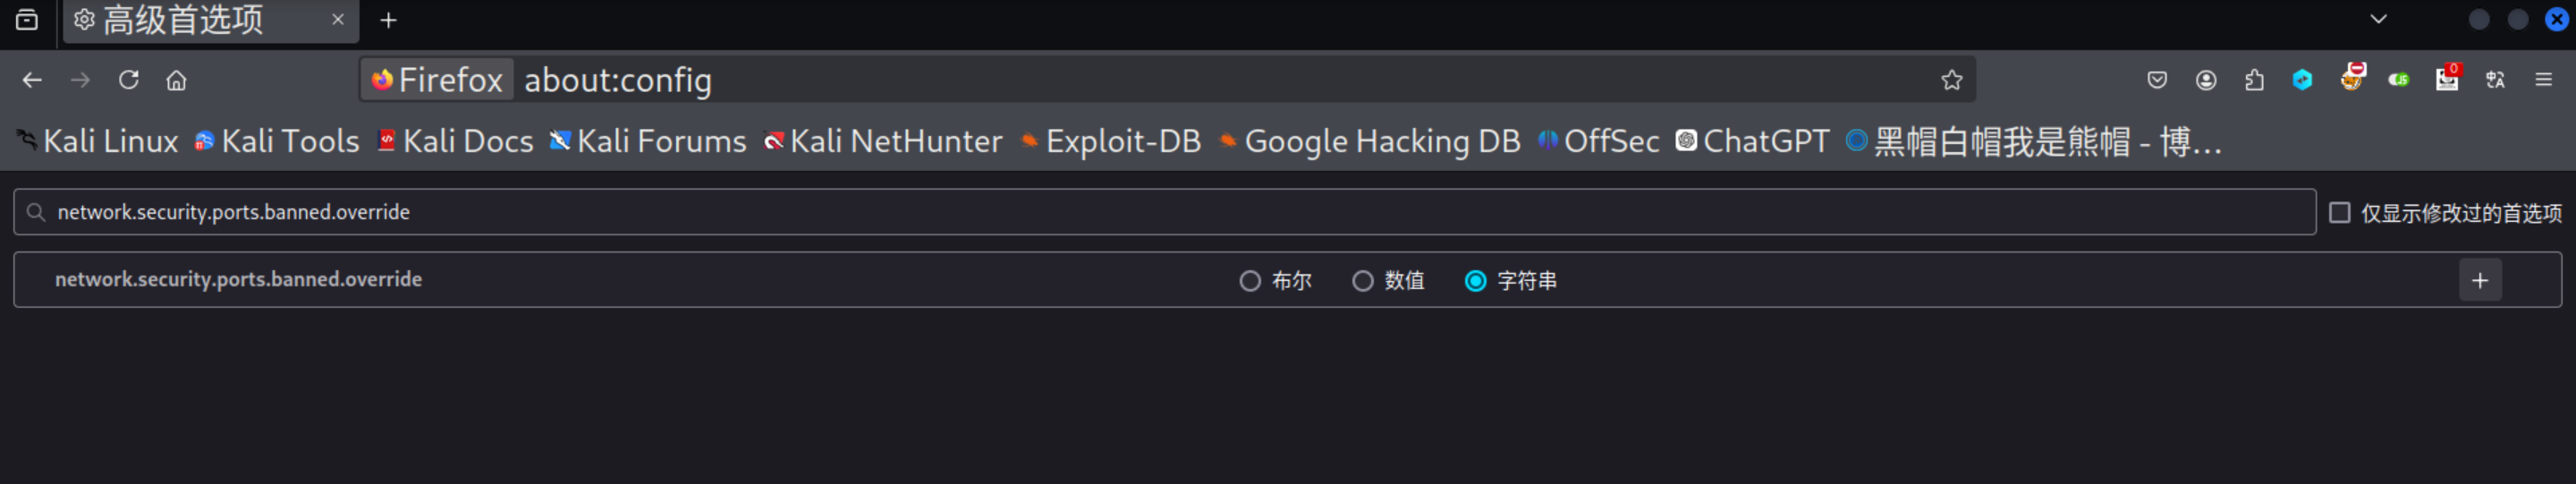 高级首选项
Firefox about:config
Kali Linux Kali Tools Kali Docs Kali Forums Kali NetHunter Exploit-DB Google Hacking DB OffSec ChatGPT 黑帽白帽我是熊帽 - 博...
network.security.ports.banned.override 仅显示修改过的首选项
network.security.ports.banned.override 布尔 数值 字符串